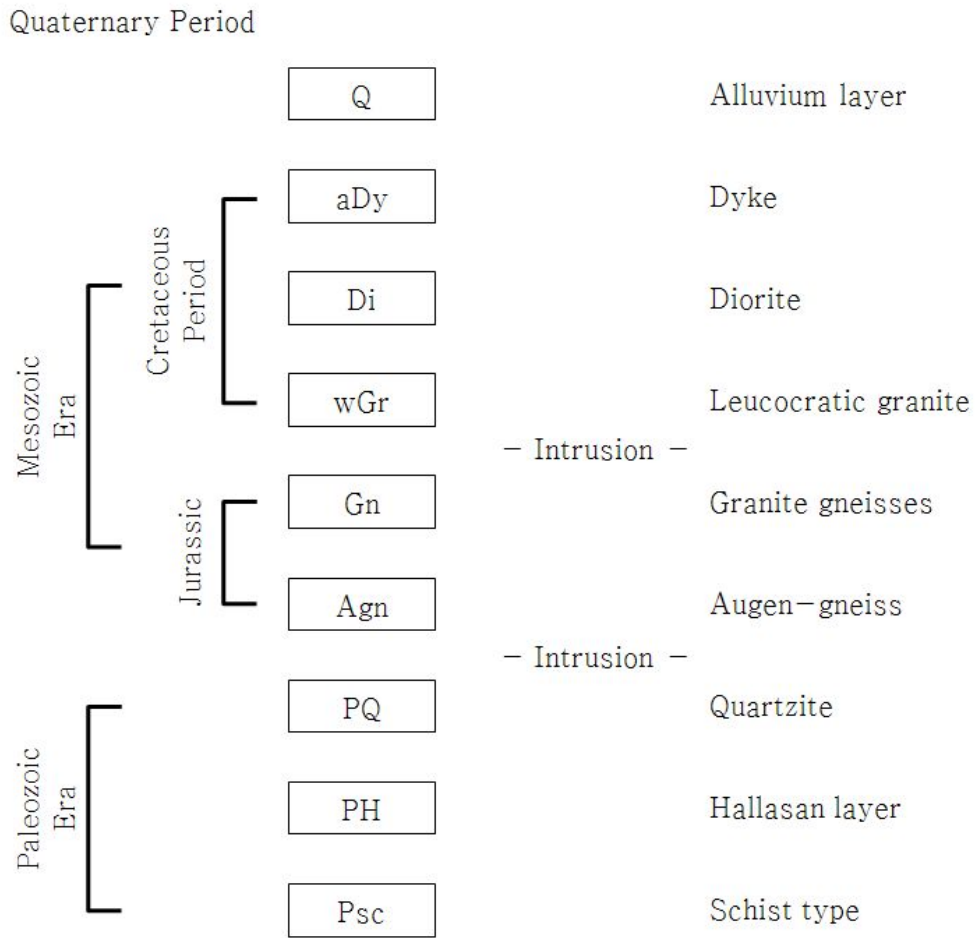 Quaternary Period
Q Alluvium layer
aDy Dyke
Cretaceous
Period
Di Diorite
Mesozoic
Era
wGr Leucocratic granite
- Intrusion -
Gn Granite gneisses
Jurassic
Agn Augen-gneiss
- Intrusion -
PQ Quartzite
Paleozoic
Era
PH Hallasan layer
Psc Schist type